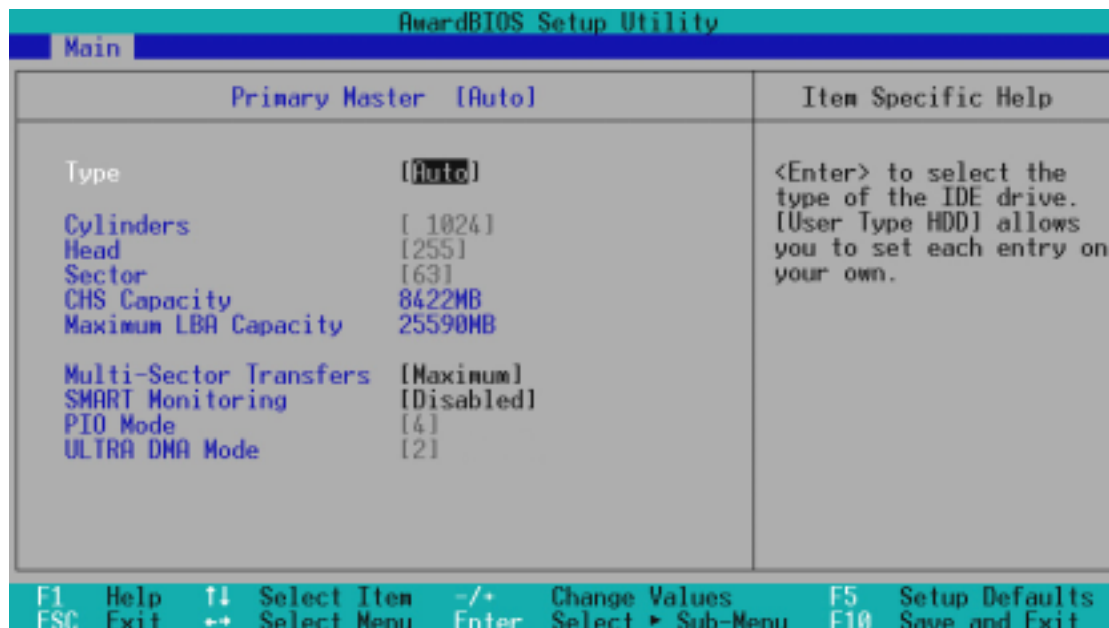 AwardBIOS Setup Utility
Main
Primary Master [Auto]
Item Specific Help
Type [Auto]
Cylinders [ 1024]
Head [255]
Sector [63]
CHS Capacity 8422MB
Maximum LBA Capacity 25590MB
Multi-Sector Transfers [Maximum]
SMART Monitoring [Disabled]
PIO Mode [4]
ULTRA DMA Mode [2]
<Enter> to select the
type of the IDE drive.
[User Type HDD] allows
you to set each entry on
your own.
F1 Help ↑↓ Select Item -/+ Change Values F5 Setup Defaults
ESC Exit ←→ Select Menu Enter Select ► Sub-Menu F10 Save and Exit